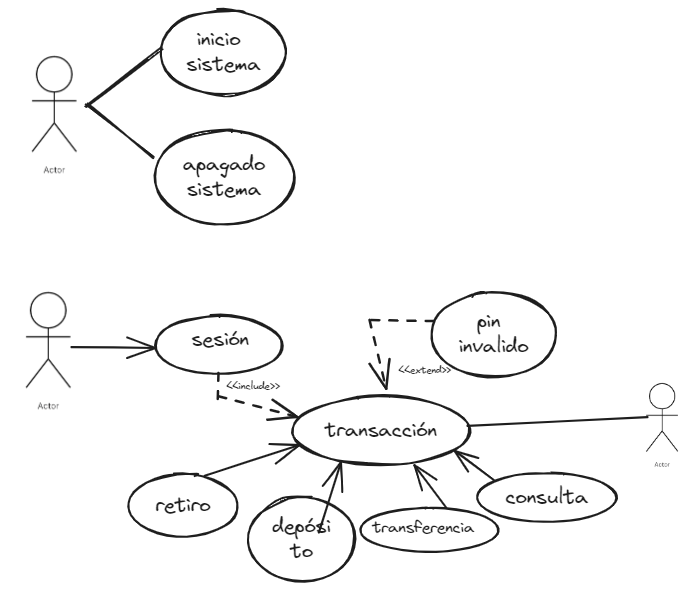 inicio
sistema
Actor
apagado
sistema
pin
invalido
sesión
<<extend>>
<<include>>
Actor
transacción
Actor
retiro
consulta
depósi
to
transferencia